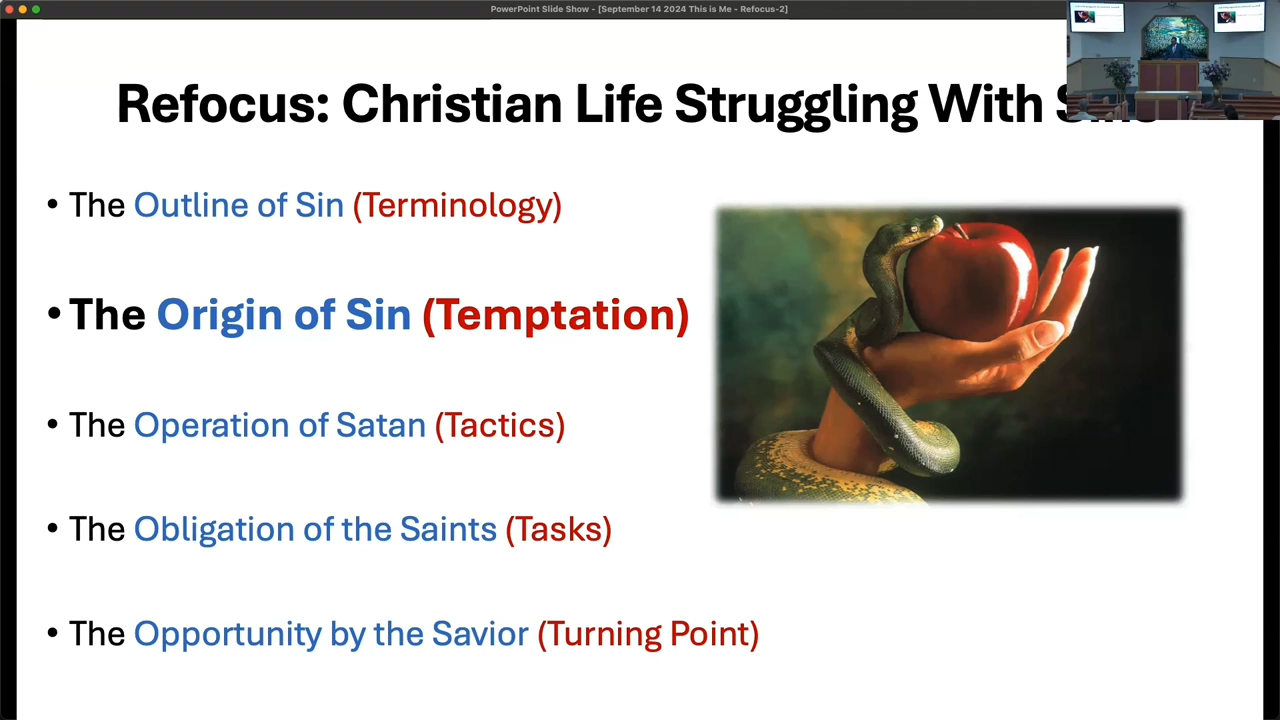 PowerPoint Slide Show - [September 14 2024 This is Me - Refocus-2]
Refocus: Christian Life Struggling With
• The Outline of Sin (Terminology)
• The Origin of Sin (Temptation)
• The Operation of Satan (Tactics)
• The Obligation of the Saints (Tasks)
• The Opportunity by the Savior (Turning Point)